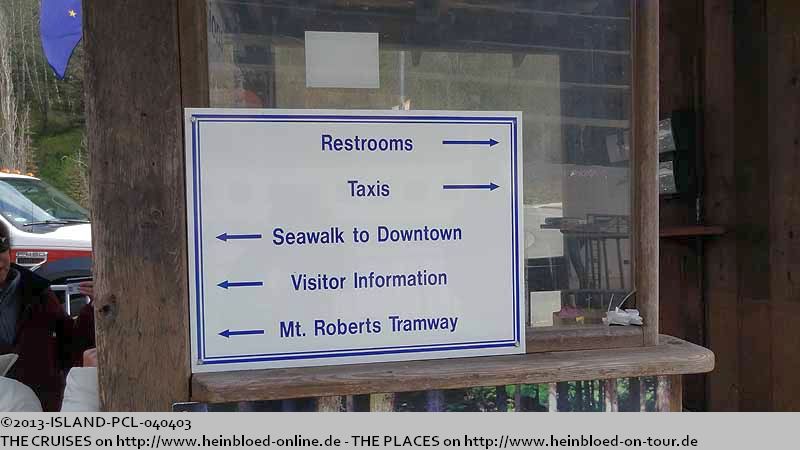 Restrooms
Taxis
Seawalk to Downtown
Visitor Information
Mt. Roberts Tramway
©2013-ISLAND-PCL-040403
THE CRUISES on http://www.heinbloed-online.de - THE PLACES on http://www.heinbloed-on-tour.de